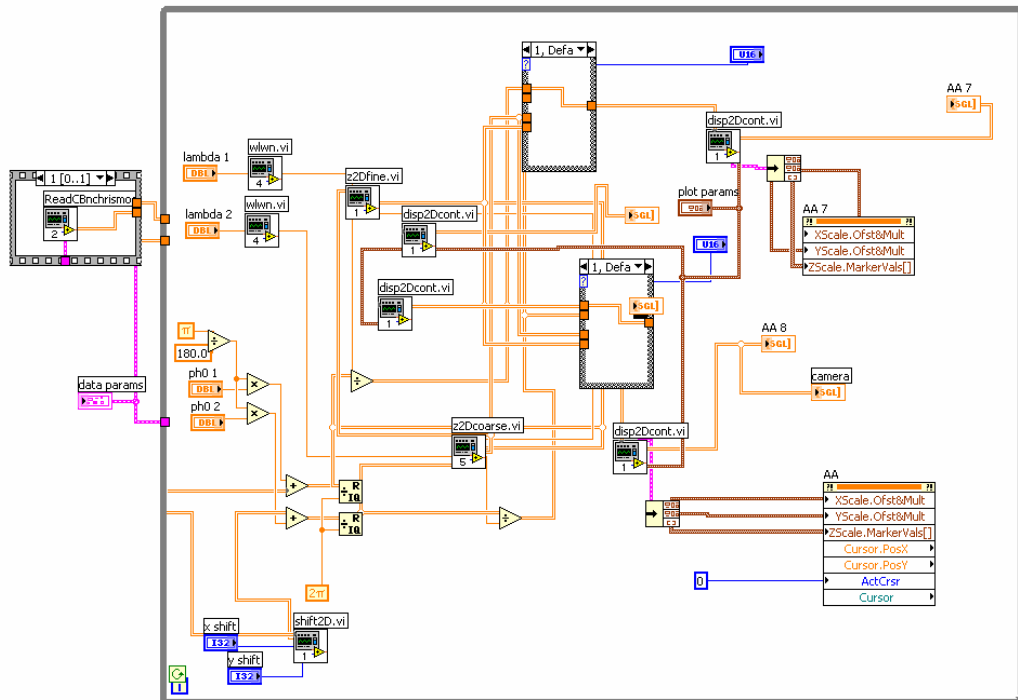 1, Defa
?
U16
AA 7
SGL]
disp2Dcont.vi
1
lambda 1
DBL
wlwn.vi
4
z2Dfine.vi
1
1 [0..1]
ReadCBnchrismo
2
lambda 2
DBL
wlwn.vi
4
disp2Dcont.vi
1
SGL]
plot params
AA 7
XScale.Ofst&Mult
YScale.Ofst&Mult
ZScale.MarkerVals[]
U16
1, Defa
?
disp2Dcont.vi
1
SGL]
π
180.0
÷
AA 8
SGL]
ph0 1
DBL
×
÷
camera
SGL]
data params
ph0 2
DBL
×
z2Dcoarse.vi
5
disp2Dcont.vi
1
+
÷ R
IQ
+
÷ R
IQ
÷
AA
XScale.Ofst&Mult
YScale.Ofst&Mult
ZScale.MarkerVals[]
Cursor.PosX
Cursor.PosY
0
ActCrsr
Cursor
2π
x shift
I32
shift2D.vi
1
y shift
I32
i